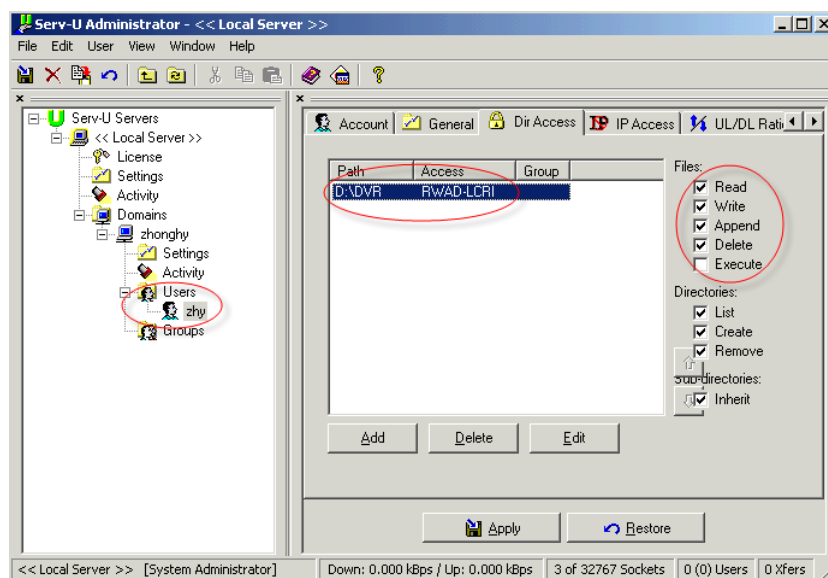 Serv-U Administrator - << Local Server >>
File Edit User View Window Help
Serv-U Servers
<< Local Server >>
License
Settings
Activity
Domains
zhonghy
Settings
Activity
Users
zhy
Groups
Account General Dir Access IP Access UL/DL Rati
Path Access Group
D:\DVR RWAD-LCRI
Files:
Read
Write
Append
Delete
Execute
Directories:
List
Create
Remove
Sub-directories:
Inherit
Add Delete Edit
Apply Restore
<< Local Server >> [System Administrator] Down: 0.000 kBps / Up: 0.000 kBps 3 of 32767 Sockets 0 (0) Users 0 Xfers